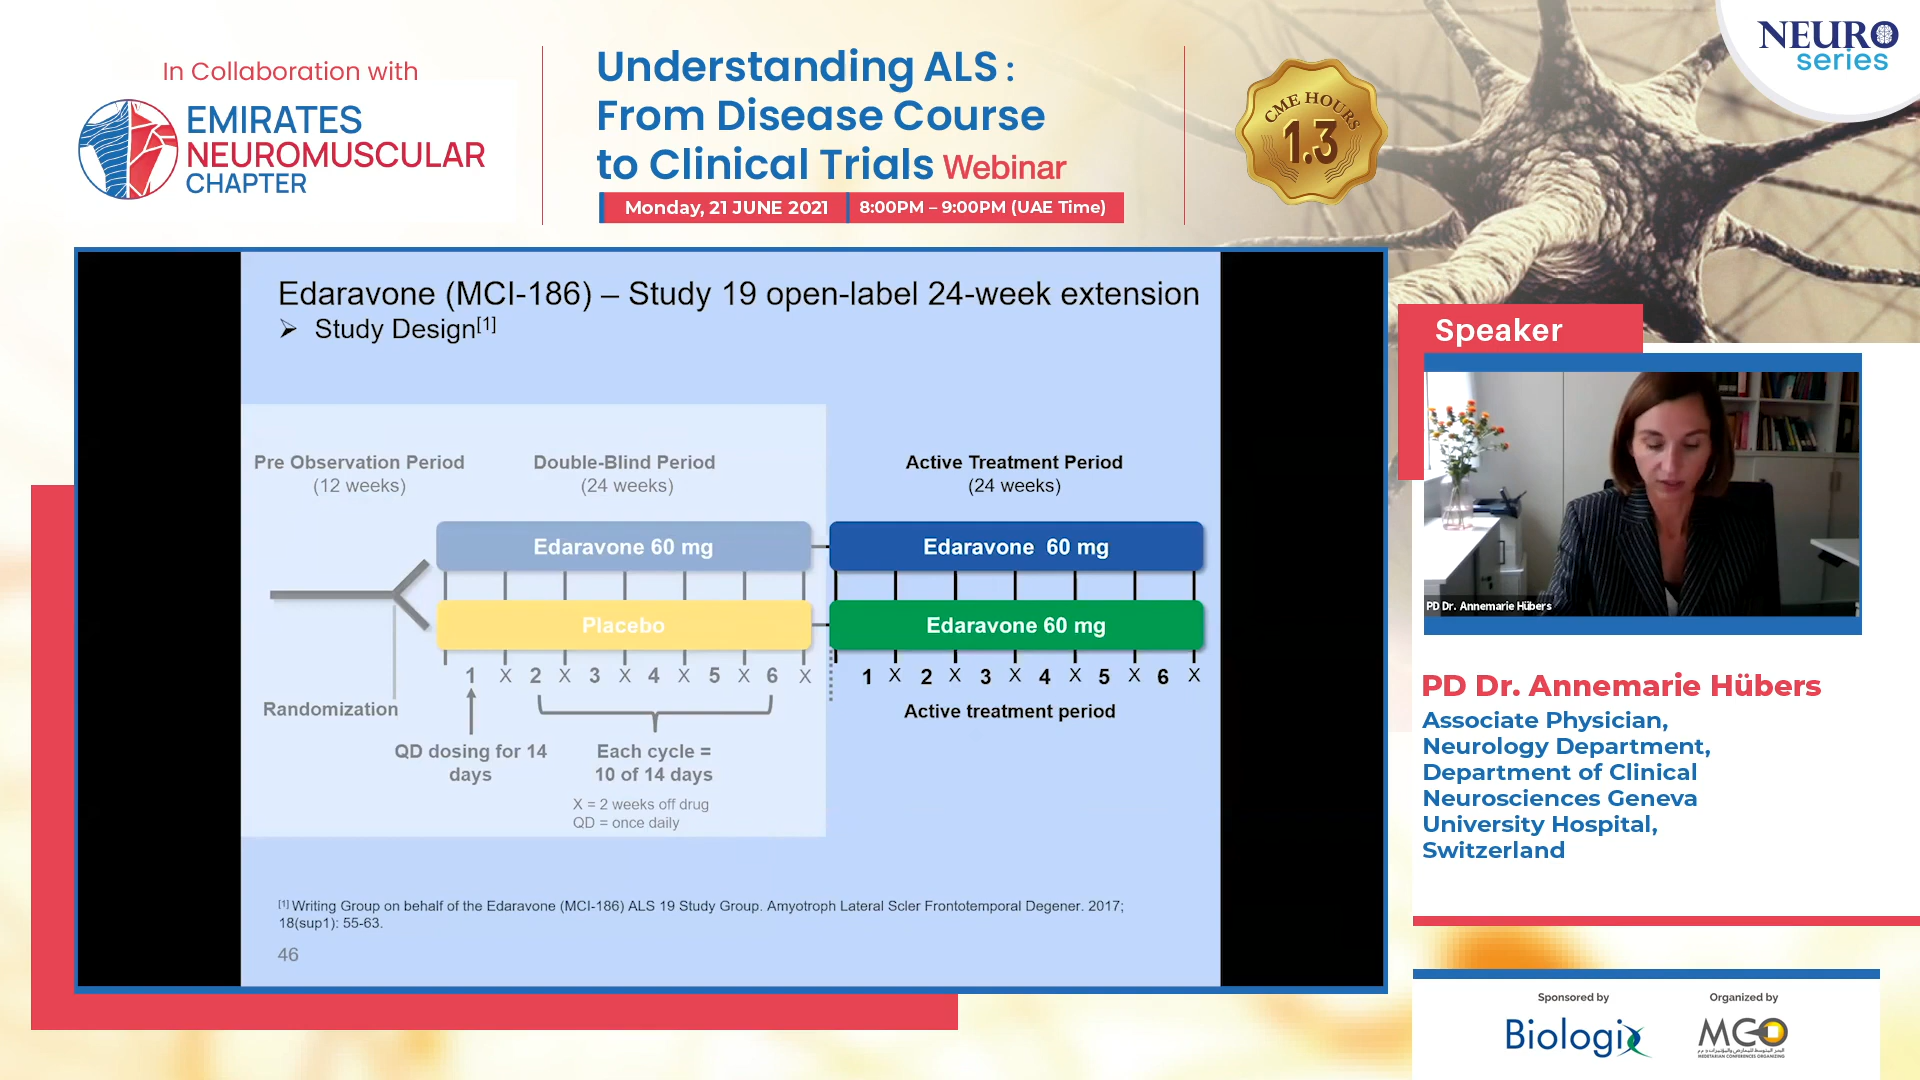 In Collaboration with
EMIRATES
NEUROMUSCULAR
CHAPTER
Understanding ALS :
From Disease Course
to Clinical Trials Webinar
Monday, 21 JUNE 2021
8:00PM – 9:00PM (UAE Time)
CME HOURS
1.3
NEURO
series
Edaravone (MCI-186) – Study 19 open-label 24-week extension
➢ Study Design[1]
Pre Observation Period
(12 weeks)
Double-Blind Period
(24 weeks)
Active Treatment Period
(24 weeks)
Edaravone 60 mg
Edaravone 60 mg
Placebo
Edaravone 60 mg
1 X 2 X 3 X 4 X 5 X 6 X
1 X 2 X 3 X 4 X 5 X 6 X
Randomization
Active treatment period
QD dosing for 14
days
Each cycle =
10 of 14 days
X = 2 weeks off drug
QD = once daily
[1] Writing Group on behalf of the Edaravone (MCI-186) ALS 19 Study Group. Amyotroph Lateral Scler Frontotemporal Degener. 2017;
18(sup1): 55-63.
46
Speaker
PD Dr. Annemarie Hübers
PD Dr. Annemarie Hübers
Associate Physician,
Neurology Department,
Department of Clinical
Neurosciences Geneva
University Hospital,
Switzerland
Sponsored by
Biologix
Organized by
MCO